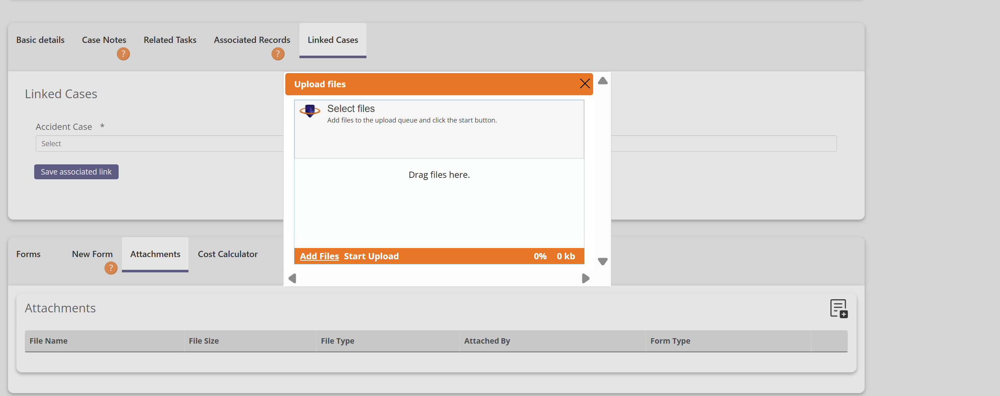 Basic details
Case Notes
Related Tasks
Associated Records
Linked Cases
?
?
Linked Cases
Accident Case *
Select
Save associated link
Upload files
Select files
Add files to the upload queue and click the start button.
Drag files here.
Add Files Start Upload 0% 0 kb
Forms
New Form
Attachments
Cost Calculator
?
Attachments
File Name
File Size
File Type
Attached By
Form Type